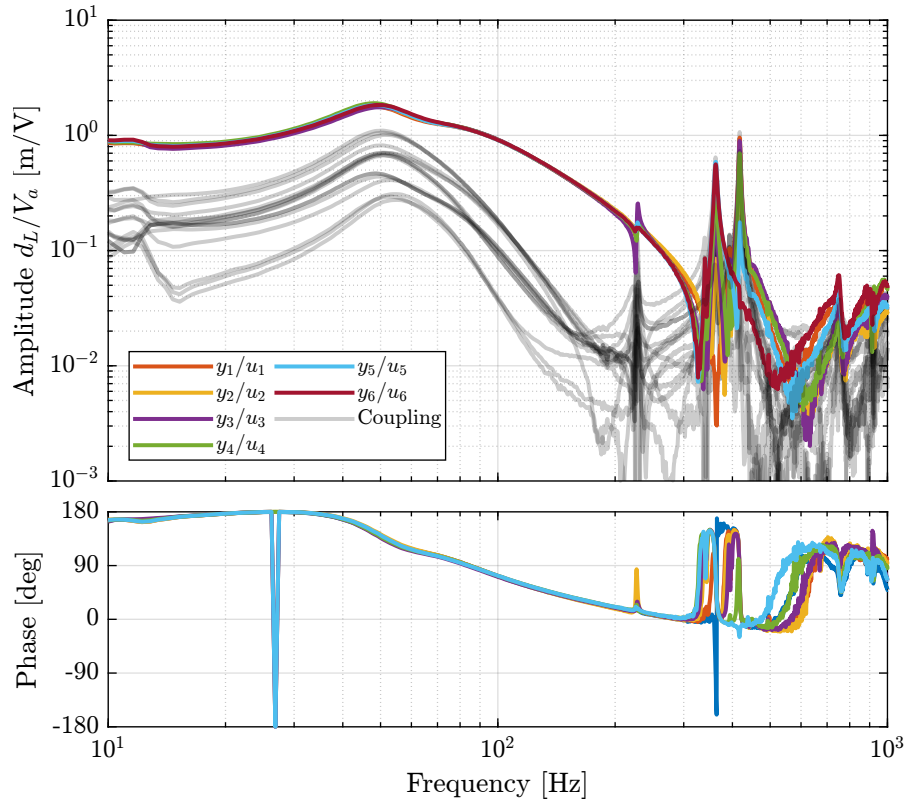 Amplitude d_L/V_a [m/V]
10^1
10^0
10^-1
10^-2
10^-3
y_1/u_1
y_2/u_2
y_3/u_3
y_4/u_4
y_5/u_5
y_6/u_6
Coupling
Phase [deg]
180
90
0
-90
-180
10^1
10^2
10^3
Frequency [Hz]